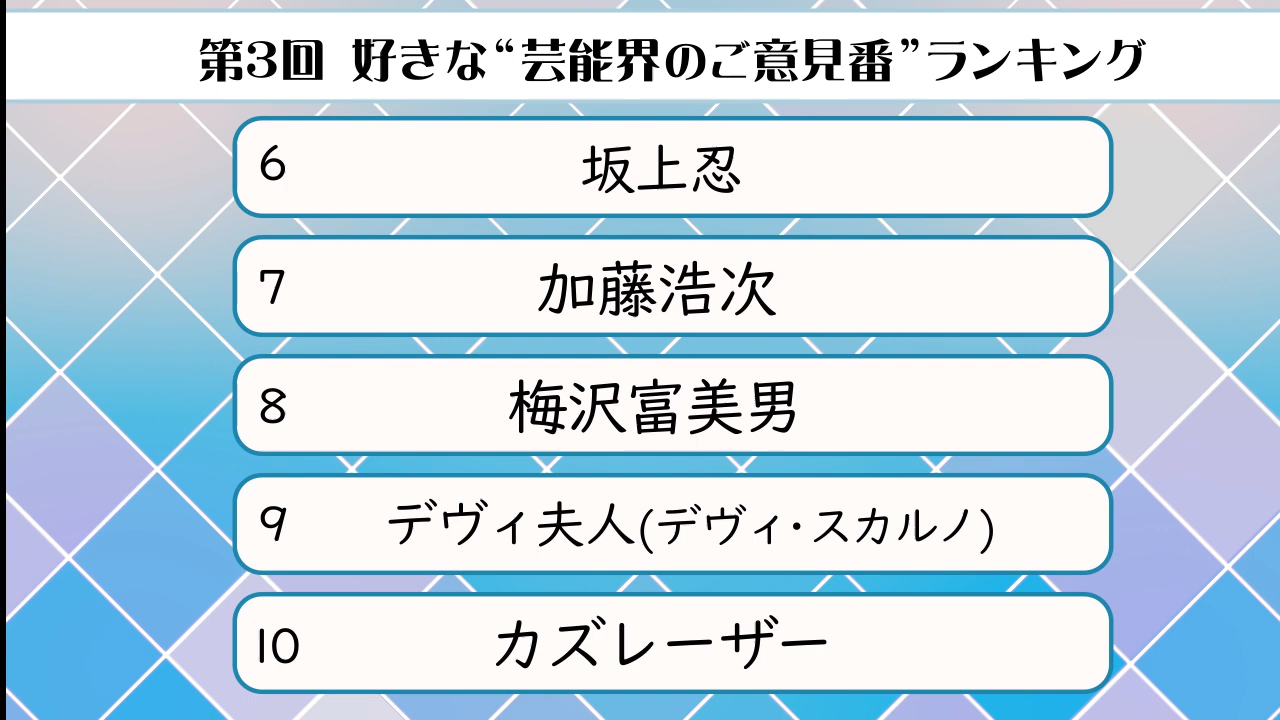 第3回 好きな“芸能界のご意見番”ランキング
6 坂上忍
7 加藤浩次
8 梅沢富美男
9 デヴィ夫人(デヴィ・スカルノ)
10 カズレーザー